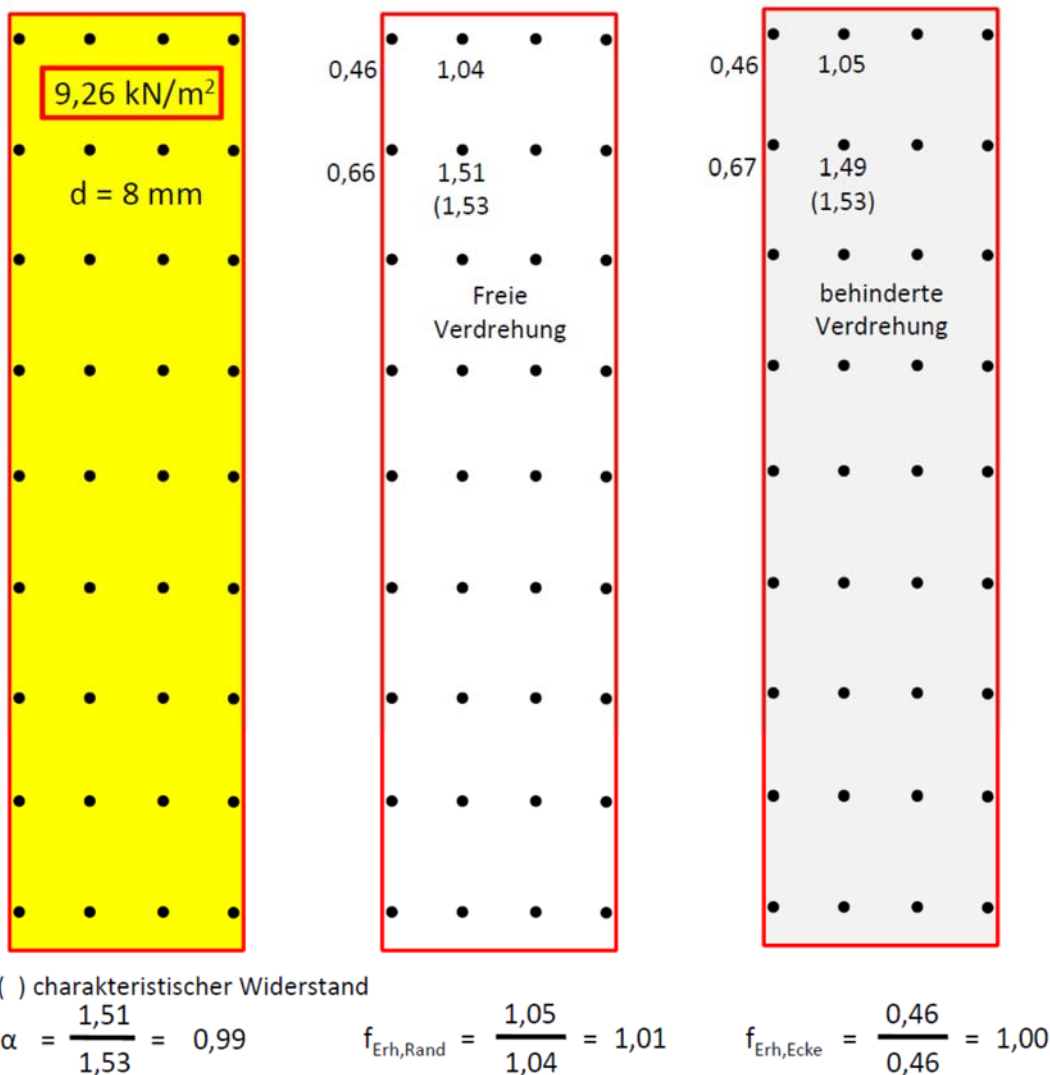 9,26 kN/m²
d = 8 mm
0,46 1,04
0,66 1,51
(1,53
Freie
Verdrehung
0,46 1,05
0,67 1,49
(1,53)
behinderte
Verdrehung
( ) charakteristischer Widerstand
α = 1,51 / 1,53 = 0,99
f Erh,Rand = 1,05 / 1,04 = 1,01
f Erh,Ecke = 0,46 / 0,46 = 1,00